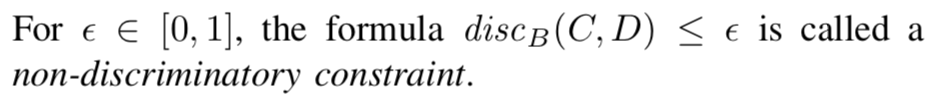 For ϵ ∈ [0, 1], the formula disc_B(C, D) ≤ ϵ is called a
non-discriminatory constraint.